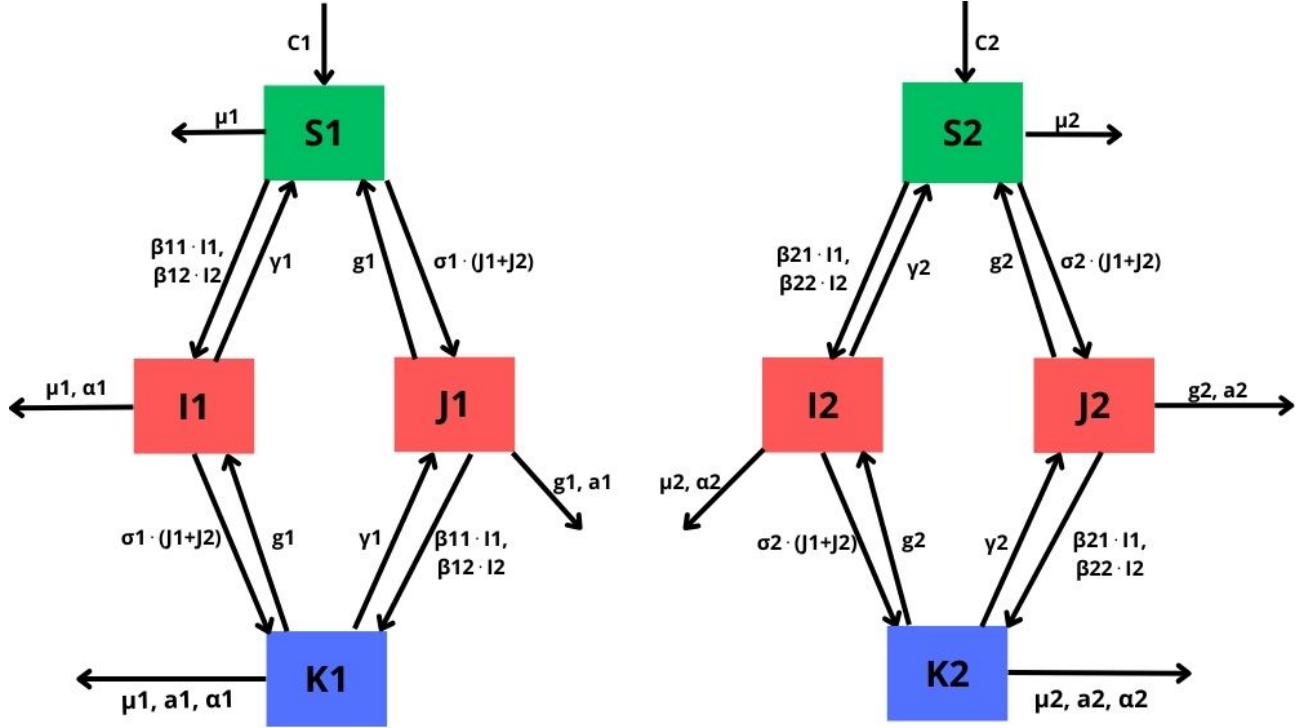 C1
S1
μ1
β11 · I1,
β12 · I2
γ1
g1
σ1 · (J1+J2)
μ1, α1
I1
J1
g1, a1
σ1 · (J1+J2)
g1
γ1
β11 · I1,
β12 · I2
K1
μ1, a1, α1
C2
S2
μ2
β21 · I1,
β22 · I2
γ2
g2
σ2 · (J1+J2)
I2
J2
g2, a2
μ2, α2
σ2 · (J1+J2)
g2
γ2
β21 · I1,
β22 · I2
K2
μ2, a2, α2